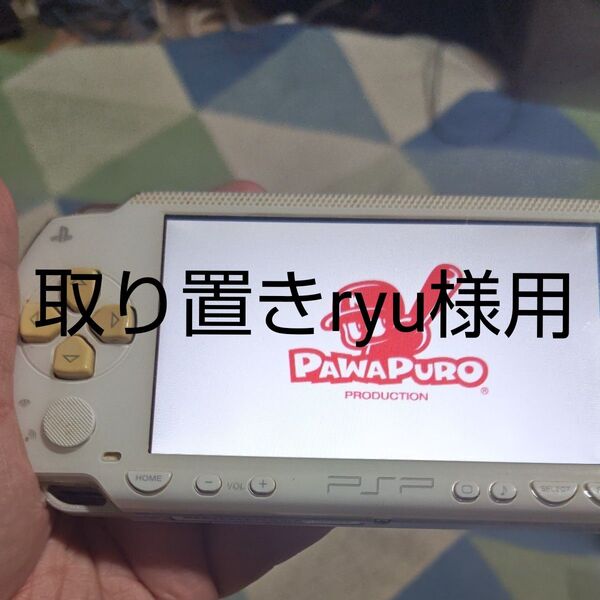 取り置きryu様用
PAWAPURO
®
PRODUCTION
HOME
VOL
PSP
SELECT